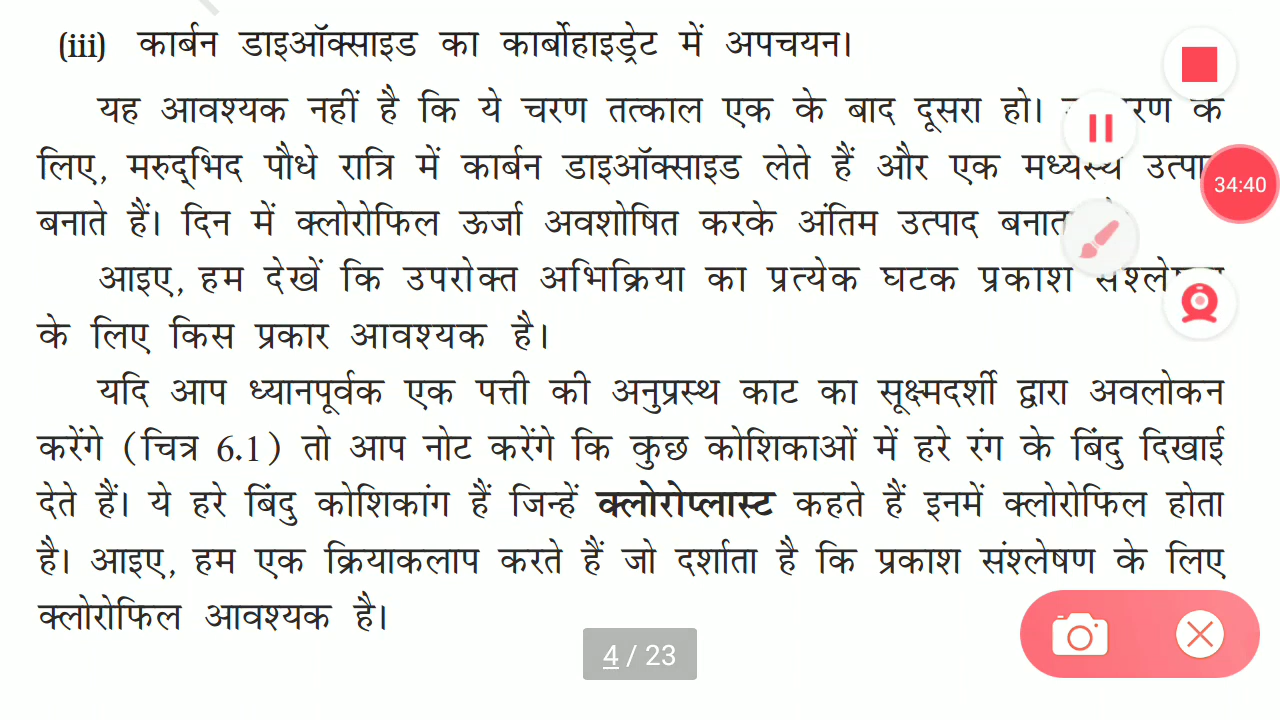 (iii) कार्बन डाइऑक्साइड का कार्बोहाइड्रेट में अपचयन।
यह आवश्यक नहीं है कि ये चरण तत्काल एक के बाद दूसरा हो। के
लिए, मरुद्भिद पौधे रात्रि में कार्बन डाइऑक्साइड लेते हैं और एक मध्यस्थ
34:40
बनाते हैं। दिन में क्लोरोफिल ऊर्जा अवशोषित करके अंतिम उत्पाद
आइए, हम देखें कि उपरोक्त अभिक्रिया का प्रत्येक घटक प्रकाश
के लिए किस प्रकार आवश्यक है।
यदि आप ध्यानपूर्वक एक पत्ती की अनुप्रस्थ काट का सूक्ष्मदर्शी द्वारा अवलोकन
करेंगे (चित्र 6.1) तो आप नोट करेंगे कि कुछ कोशिकाओं में हरे रंग के बिंदु दिखाई
देते हैं। ये हरे बिंदु कोशिकांग हैं जिन्हें क्लोरोप्लास्ट कहते हैं इनमें क्लोरोफिल होता
है। आइए, हम एक क्रियाकलाप करते हैं जो दर्शाता है कि प्रकाश संश्लेषण के लिए
क्लोरोफिल आवश्यक है।
4 / 23